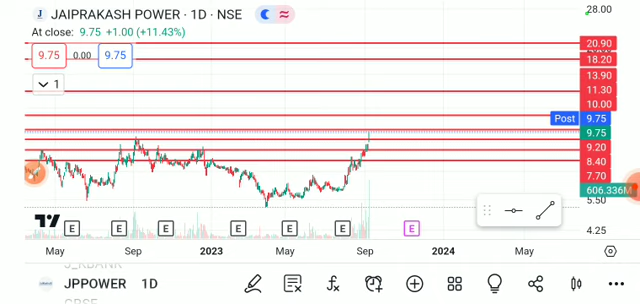 JAIPRAKASH POWER · 1D · NSE
At close: 9.75 +1.00 (+11.43%)
9.75 0.00 9.75
1
28.00
20.90
18.20
13.90
11.30
10.00
Post 9.75
9.75
9.20
8.40
7.70
606.336M
5.50
4.25
E E E E E E E
May Sep 2023 May Sep 2024 May
JPPOWER 1D